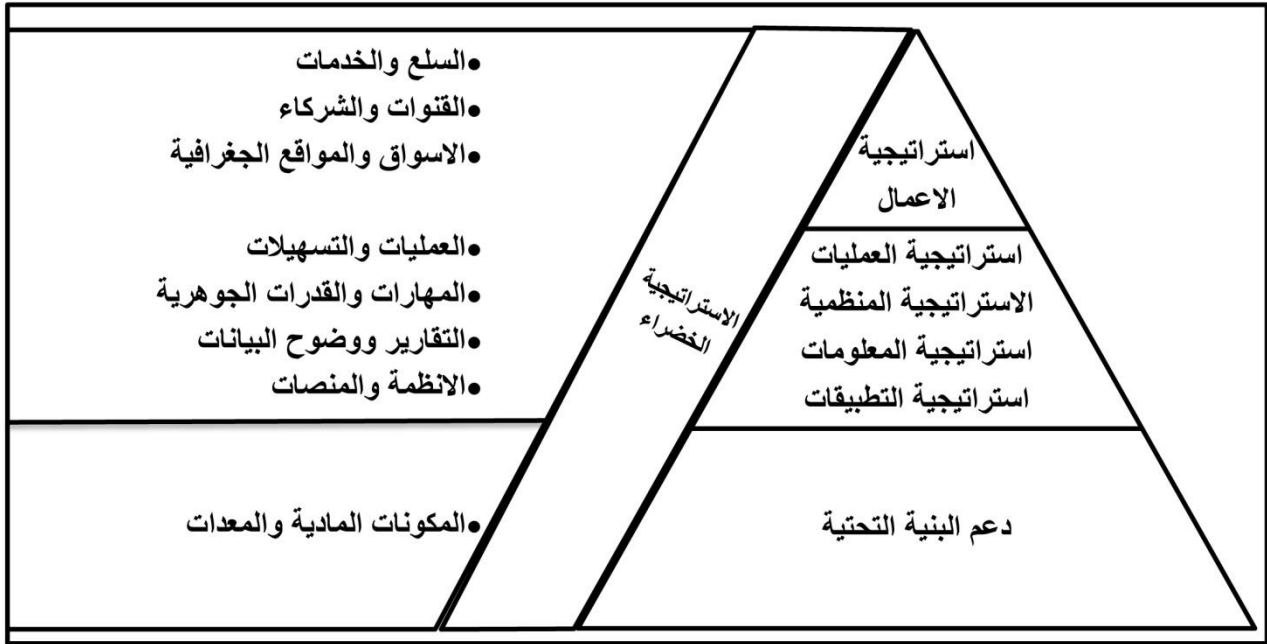 استراتيجية
الاعمال
استراتيجية العمليات
الاستراتيجية المنظمية
استراتيجية المعلومات
استراتيجية التطبيقات
دعم البنية التحتية
الاستراتيجية
الخضراء
•السلع والخدمات
•القنوات والشركاء
•الاسواق والمواقع الجغرافية
•العمليات والتسهيلات
•المهارات والقدرات الجوهرية
•التقارير ووضوح البيانات
•الانظمة والمنصات
•المكونات المادية والمعدات